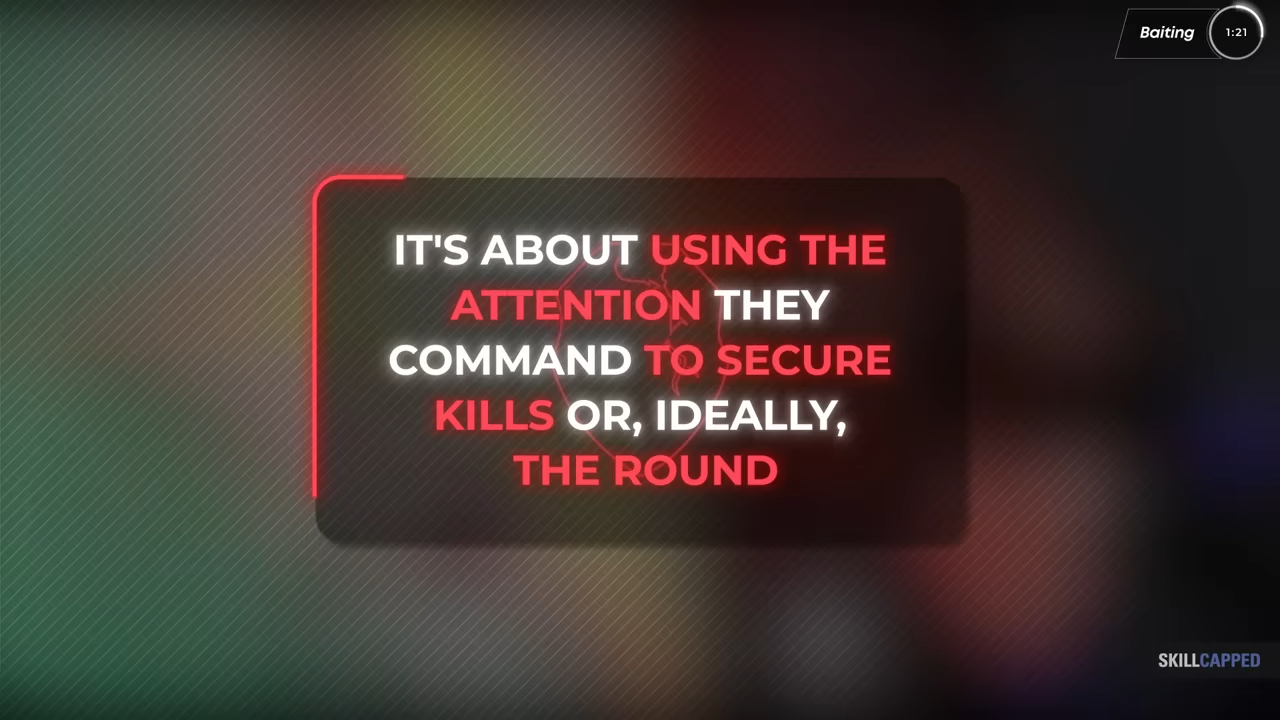 Baiting
1:21
IT'S ABOUT USING THE
ATTENTION THEY
COMMAND TO SECURE
KILLS OR, IDEALLY,
THE ROUND
SKILLCAPPED